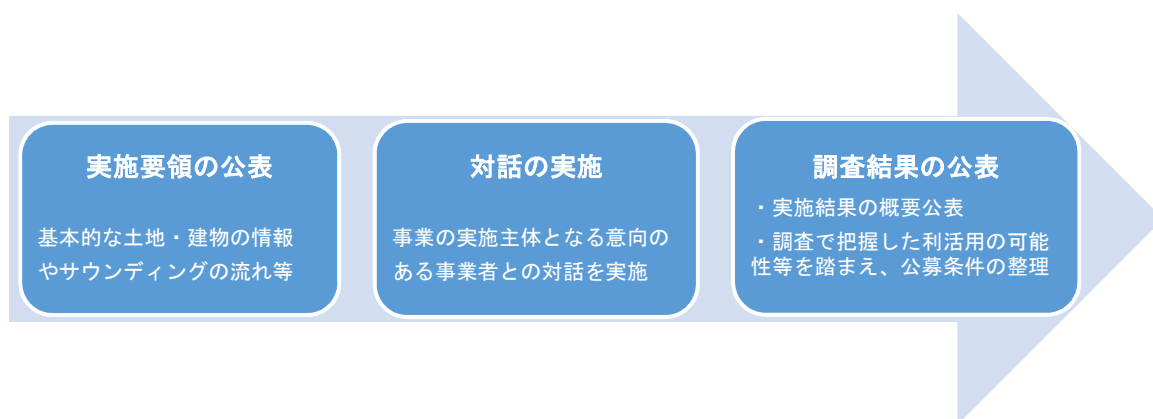 実施要領の公表
基本的な土地・建物の情報
やサウンディングの流れ等
対話の実施
事業の実施主体となる意向の
ある事業者との対話を実施
調査結果の公表
・実施結果の概要公表
・調査で把握した利活用の可能
性等を踏まえ、公募条件の整理